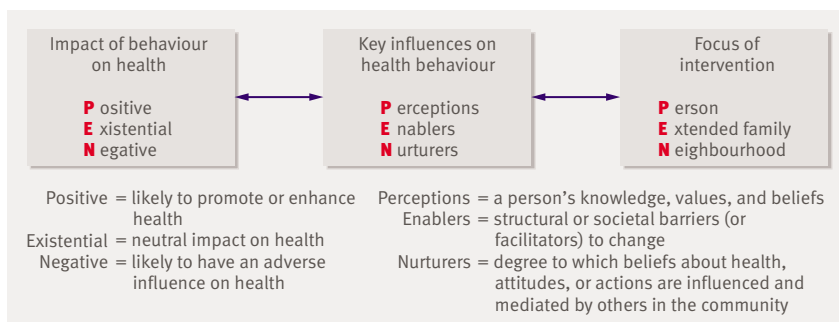 Impact of behaviour
on health
P ositive
E xistential
N egative
Key influences on
health behaviour
P erceptions
E nablers
N urturers
Focus of
intervention
P erson
E xtended family
N eighbourhood
Positive = likely to promote or enhance
health
Existential = neutral impact on health
Negative = likely to have an adverse
influence on health
Perceptions = a person's knowledge, values, and beliefs
Enablers = structural or societal barriers (or
facilitators) to change
Nurturers = degree to which beliefs about health,
attitudes, or actions are influenced and
mediated by others in the community